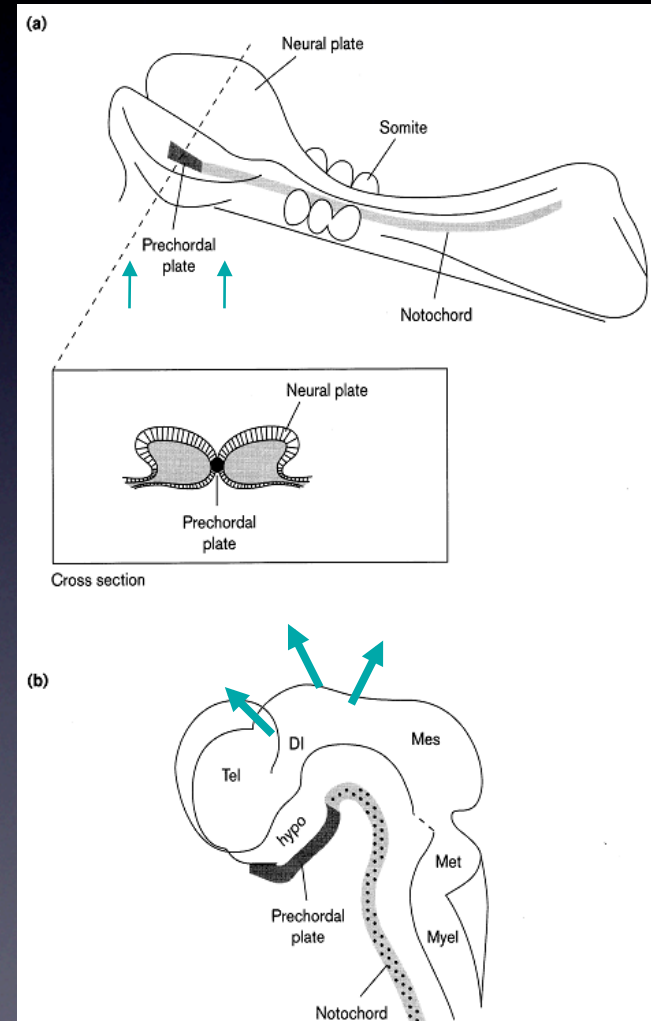 (a)
Neural plate
Somite
Prechordal
plate
Notochord
Neural plate
Prechordal
plate
Cross section
(b)
DI
Mes
Tel
hypo
Met
Prechordal
plate
Myel
Notochord